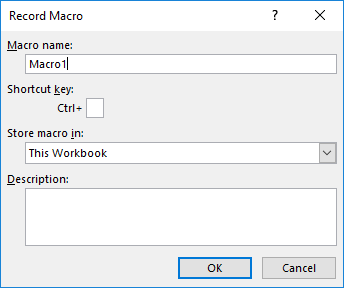 Record Macro ? ×
Macro name:
Macro1
Shortcut key:
Ctrl+
Store macro in:
This Workbook
Description:
OK Cancel